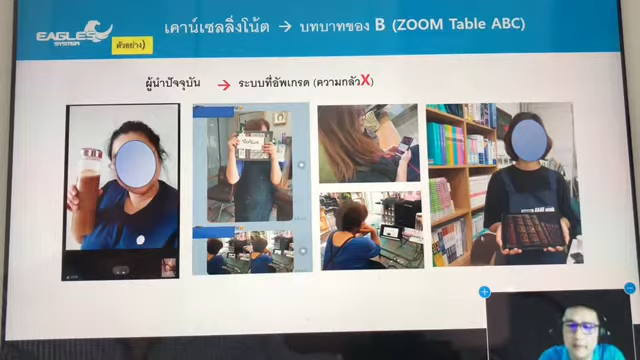 EAGLES
SYSTEM
ตัวอย่าง)
เคาน์เซลลิ่งโน้ต → บทบาทของ B (ZOOM Table ABC)
ผู้นำปัจจุบัน → ระบบที่อัพเกรด (ความกลัวX)